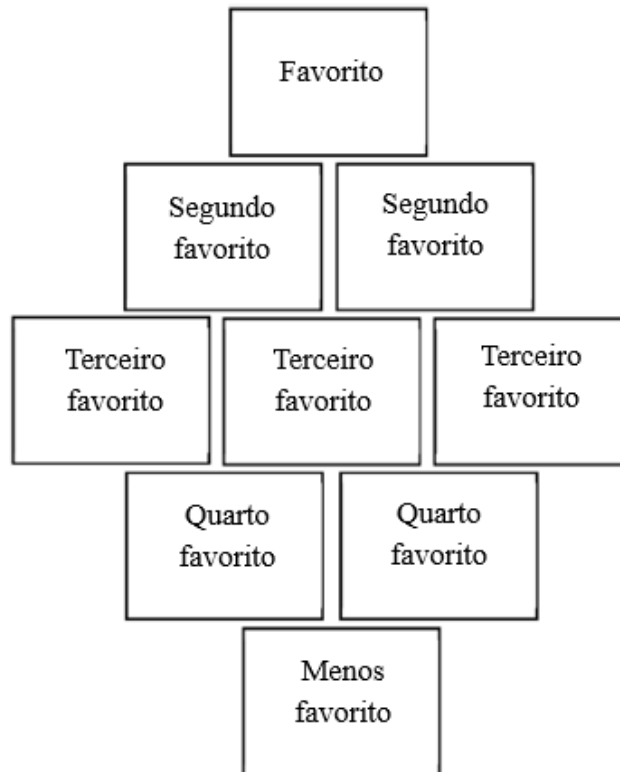 Favorito
Segundo
favorito
Segundo
favorito
Terceiro
favorito
Terceiro
favorito
Terceiro
favorito
Quarto
favorito
Quarto
favorito
Menos
favorito